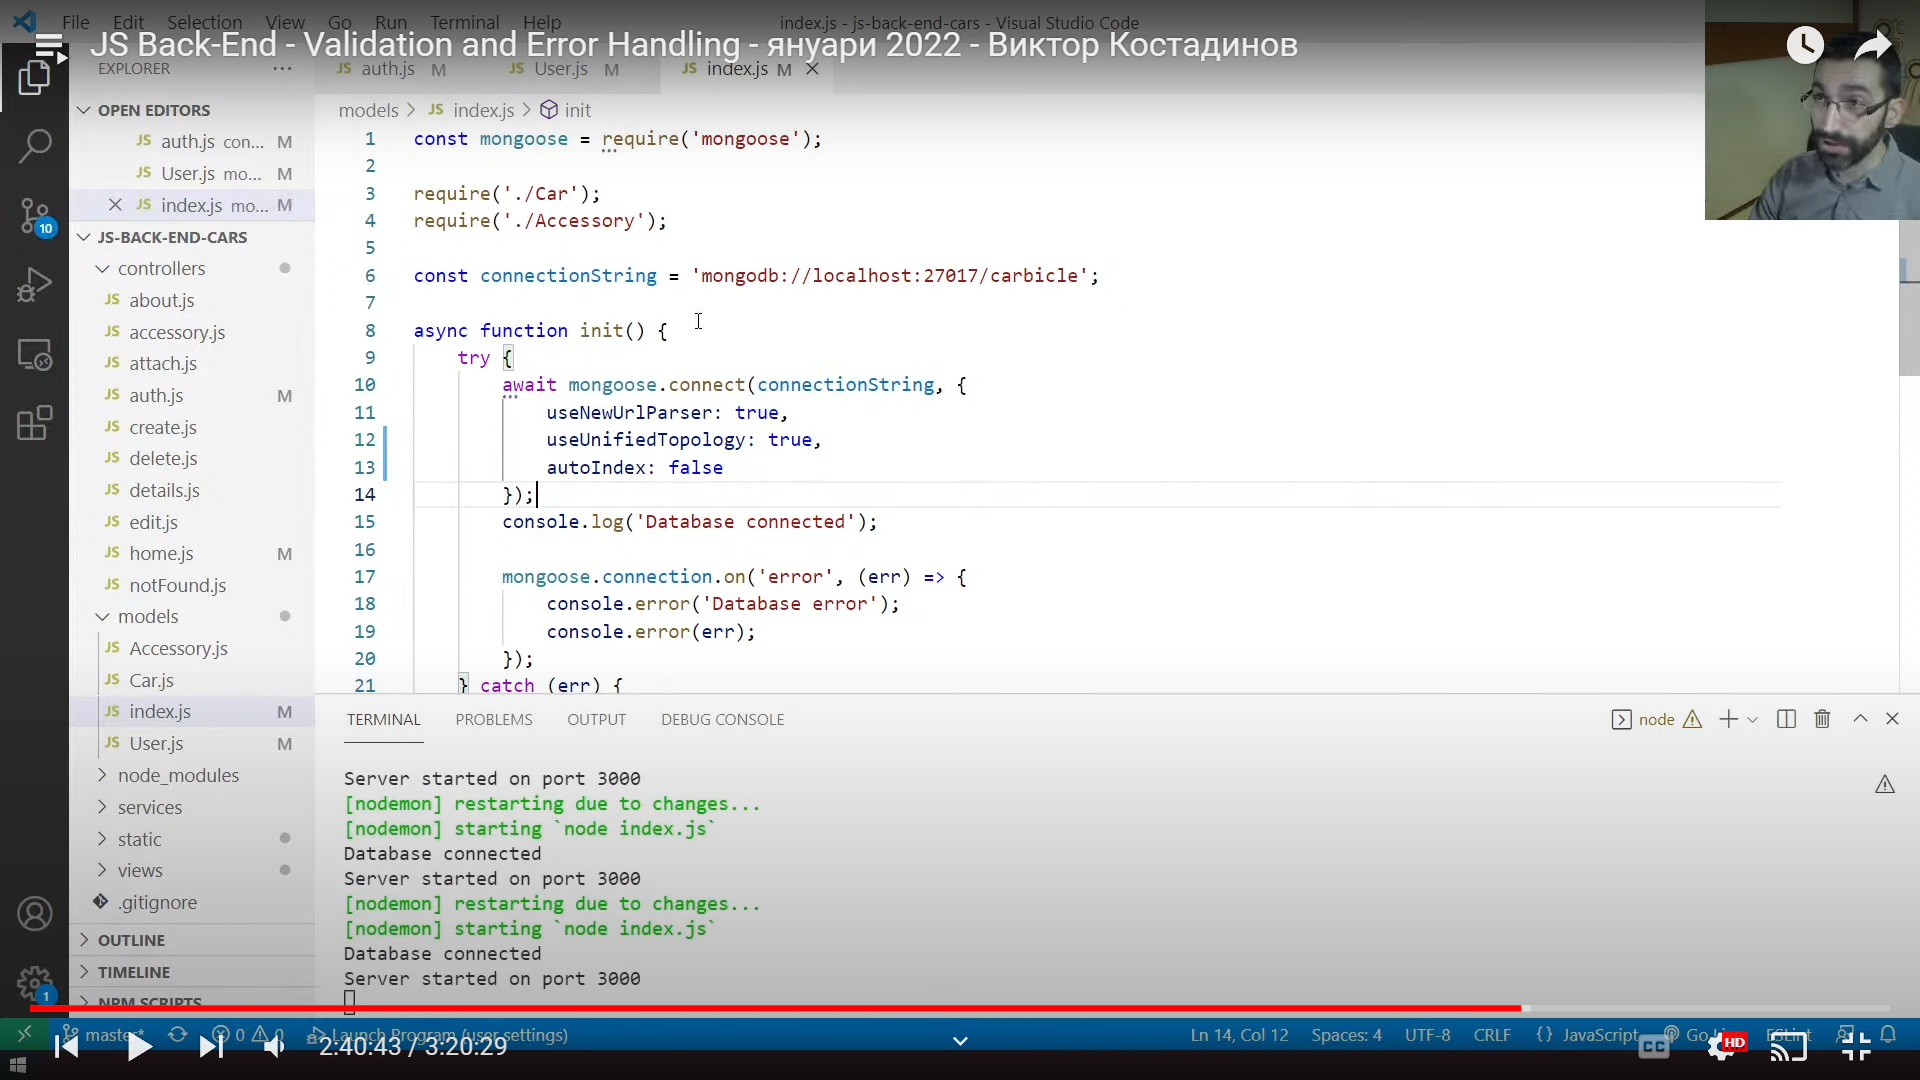 File Edit Selection View Go Run Terminal Help
index.js - js-back-end-cars - Visual Studio Code
JS Back-End - Validation and Error Handling - януари 2022 - Виктор Костадинов
EXPLORER
JS auth.js M
JS User.js M
JS index.js M
OPEN EDITORS
JS auth.js con... M
JS User.js mo... M
JS index.js mo... M
10
JS-BACK-END-CARS
controllers
JS about.js
JS accessory.js
JS attach.js
JS auth.js M
JS create.js
JS delete.js
JS details.js
JS edit.js
JS home.js M
JS notFound.js
models
JS Accessory.js
JS Car.js
JS index.js M
JS User.js M
node_modules
services
static
views
.gitignore
OUTLINE
TIMELINE
NPM SCRIPTS
1
models > JS index.js > init
1 const mongoose = require('mongoose');
2
3 require('./Car');
4 require('./Accessory');
5
6 const connectionString = 'mongodb://localhost:27017/carbicle';
7
8 async function init() {
9 try {
10 await mongoose.connect(connectionString, {
11 useNewUrlParser: true,
12 useUnifiedTopology: true,
13 autoIndex: false
14 });
15 console.log('Database connected');
16
17 mongoose.connection.on('error', (err) => {
18 console.error('Database error');
19 console.error(err);
20 });
21 } catch (err) {
TERMINAL PROBLEMS OUTPUT DEBUG CONSOLE
node
Server started on port 3000
[nodemon] restarting due to changes...
[nodemon] starting `node index.js`
Database connected
Server started on port 3000
[nodemon] restarting due to changes...
[nodemon] starting `node index.js`
Database connected
Server started on port 3000
master* 0 0 Launch Program (user settings)
Ln 14, Col 12 Spaces: 4 UTF-8 CRLF {} JavaScript Go ESLint
2:40:43 / 3:20:29
CC HD